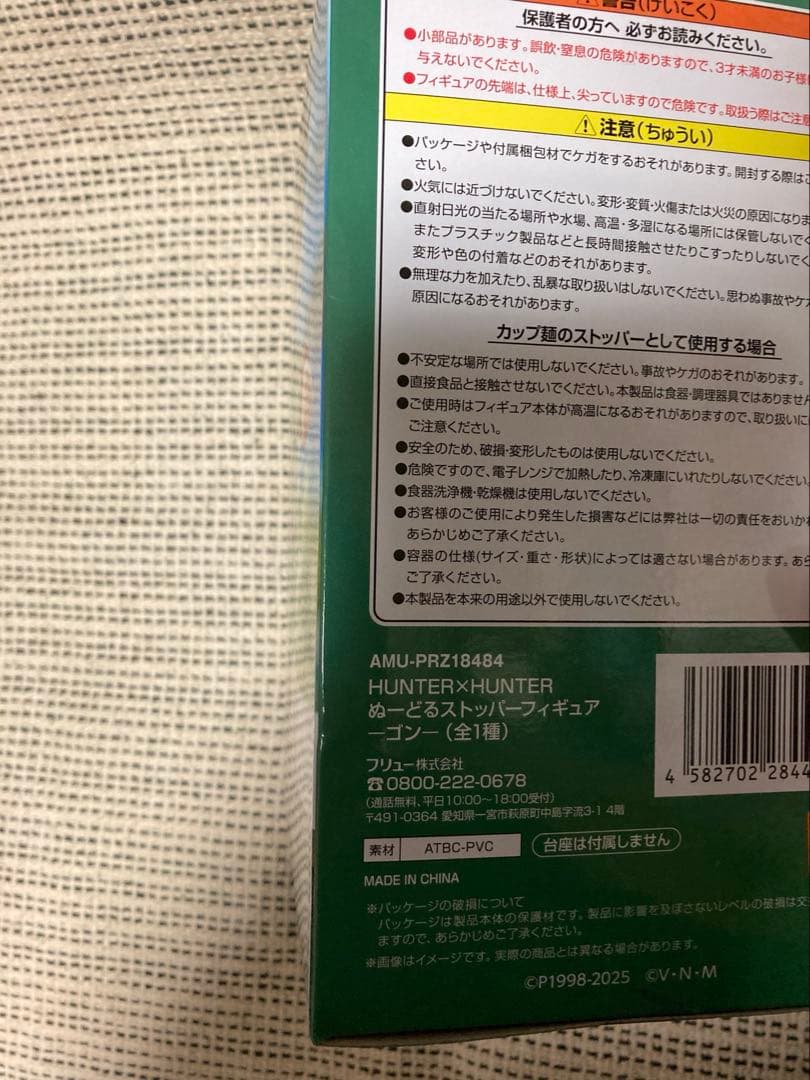 ⚠警告(けいこく)
保護者の方へ 必ずお読みください。
●小部品があります。誤飲・窒息の危険がありますので、3才未満のお子様
与えないでください。
●フィギュアの先端は、仕様上、尖っていますので危険です。取扱う際はご注意
⚠注意(ちゅうい)
●パッケージや付属梱包材でケガをするおそれがあります。開封する際はご
さい。
●火気には近づけないでください。変形・変質・火傷または火災の原因になりま
●直射日光の当たる場所や水場、高温・多湿になる場所には保管しないでく
またプラスチック製品などと長時間接触させたりこすったりしないでく
変形や色の付着などのおそれがあります。
●無理な力を加えたり、乱暴な取り扱いはしないでください。思わぬ事故やケガ
原因になるおそれがあります。
カップ麺のストッパーとして使用する場合
●不安定な場所では使用しないでください。事故やケガのおそれがあります。
●直接食品と接触させないでください。本製品は食器・調理器具ではありません
●ご使用時はフィギュア本体が高温になるおそれがありますので、取り扱いに
ご注意ください。
●安全のため、破損・変形したものは使用しないでください。
●危険ですので、電子レンジで加熱したり、冷凍庫にいれたりしないでください。
●食器洗浄機・乾燥機は使用しないでください。
●お客様のご使用により発生した損害などには弊社は一切の責任をおいかね
あらかじめご了承ください。
●容器の仕様(サイズ・重さ・形状)によっては適さない場合があります。あら
ご了承ください。
●本製品を本来の用途以外で使用しないでください。
AMU-PRZ18484
HUNTER×HUNTER
ぬーどるストッパーフィギュア
―ゴン―(全1種)
フリュー株式会社
☎0800-222-0678
(通話無料、平日10:00～18:00受付)
〒491-0364 愛知県一宮市萩原町中島字流3-1 4階
4 582702 2844
素材 ATBC-PVC 台座は付属しません
MADE IN CHINA
※パッケージの破損について
パッケージは製品本体の保護材です。製品に影響を及ぼさないレベルの破損は交
ますので、あらかじめご了承ください。
※画像はイメージです。実際の商品とは異なる場合があります。
©P1998-2025 ©V・N・M